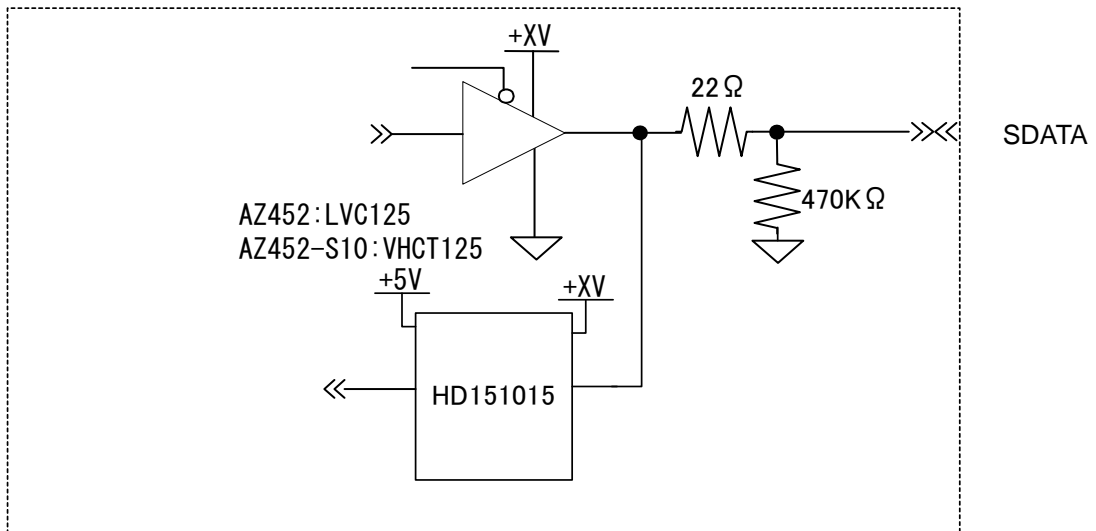 +XV
22Ω
SDATA
470KΩ
AZ452:LVC125
AZ452-S10:VHCT125
+5V
+XV
HD151015